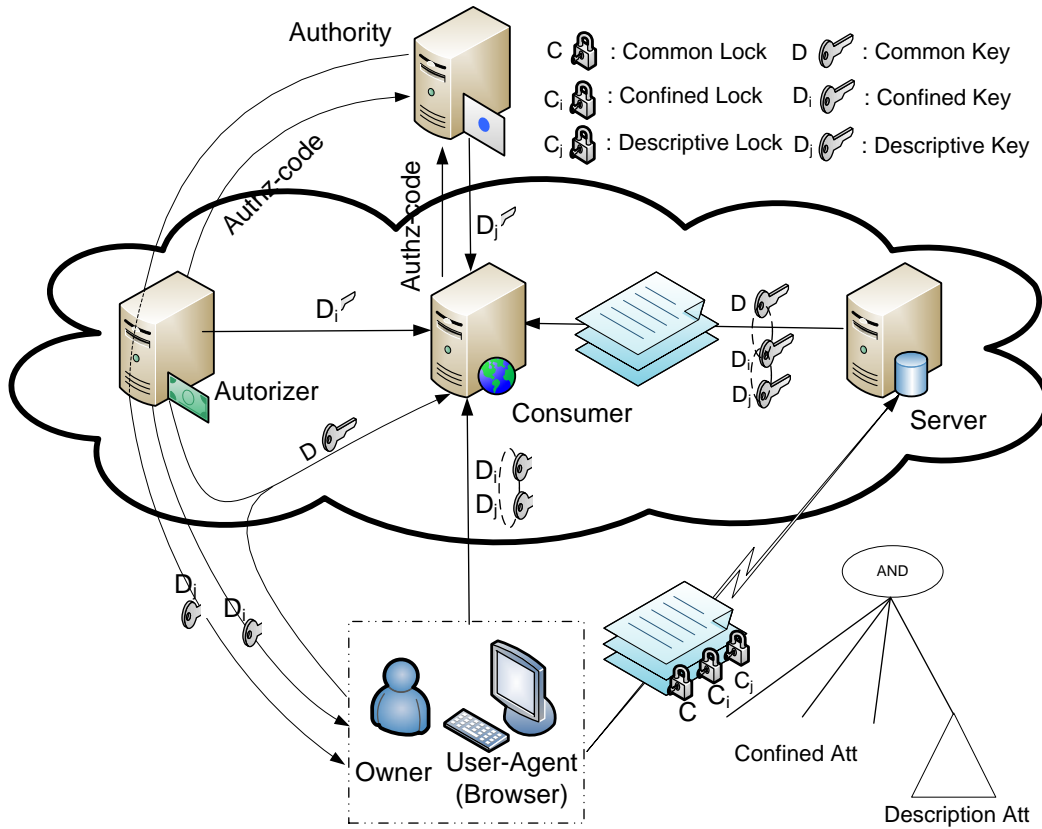 Authority
C : Common Lock
D : Common Key
Ci : Confined Lock
Di : Confined Key
Cj : Descriptive Lock
Dj : Descriptive Key
Authz-code
Authz-code
Dj
Di
D
Di
Dj
Autorizer
Consumer
Server
D
Di
Dj
AND
Dj
Di
C
Ci
Cj
Owner
User-Agent
(Browser)
Confined Att
Description Att